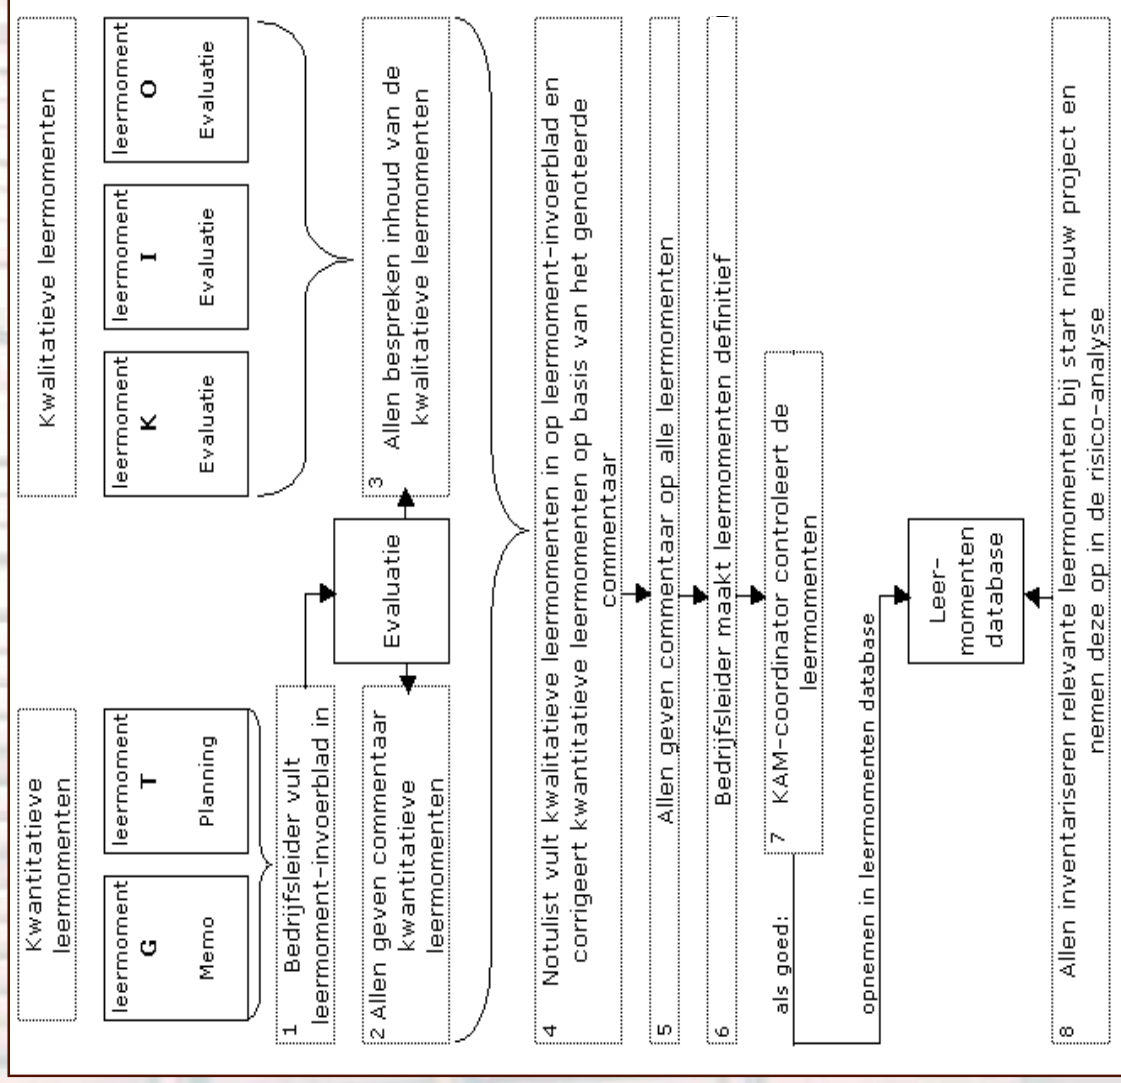 Kwantitatieve
leermomenten
Kwalitatieve leermomenten
leermoment
G
Memo
leermoment
T
Planning
leermoment
K
Evaluatie
leermoment
I
Evaluatie
leermoment
O
Evaluatie
1 Bedrijfsleider vult
leermoment-invoerblad in
Evaluatie
2 Allen geven commentaar
kwantitatieve
leermomenten
3 Allen bespreken inhoud van de
kwalitatieve leermomenten
4 Notulist vult kwalitatieve leermomenten in op leermoment-invoerblad en
corrigeert kwantitatieve leermomenten op basis van het genoteerde
commentaar
5 Allen geven commentaar op alle leermomenten
6 Bedrijfsleider maakt leermomenten definitief
7 KAM-coordinator controleert de
leermomenten
als goed:
opnemen in leermomenten database
Leer-
momenten
database
8 Allen inventariseren relevante leermomenten bij start nieuw project en
nemen deze op in de risico-analyse